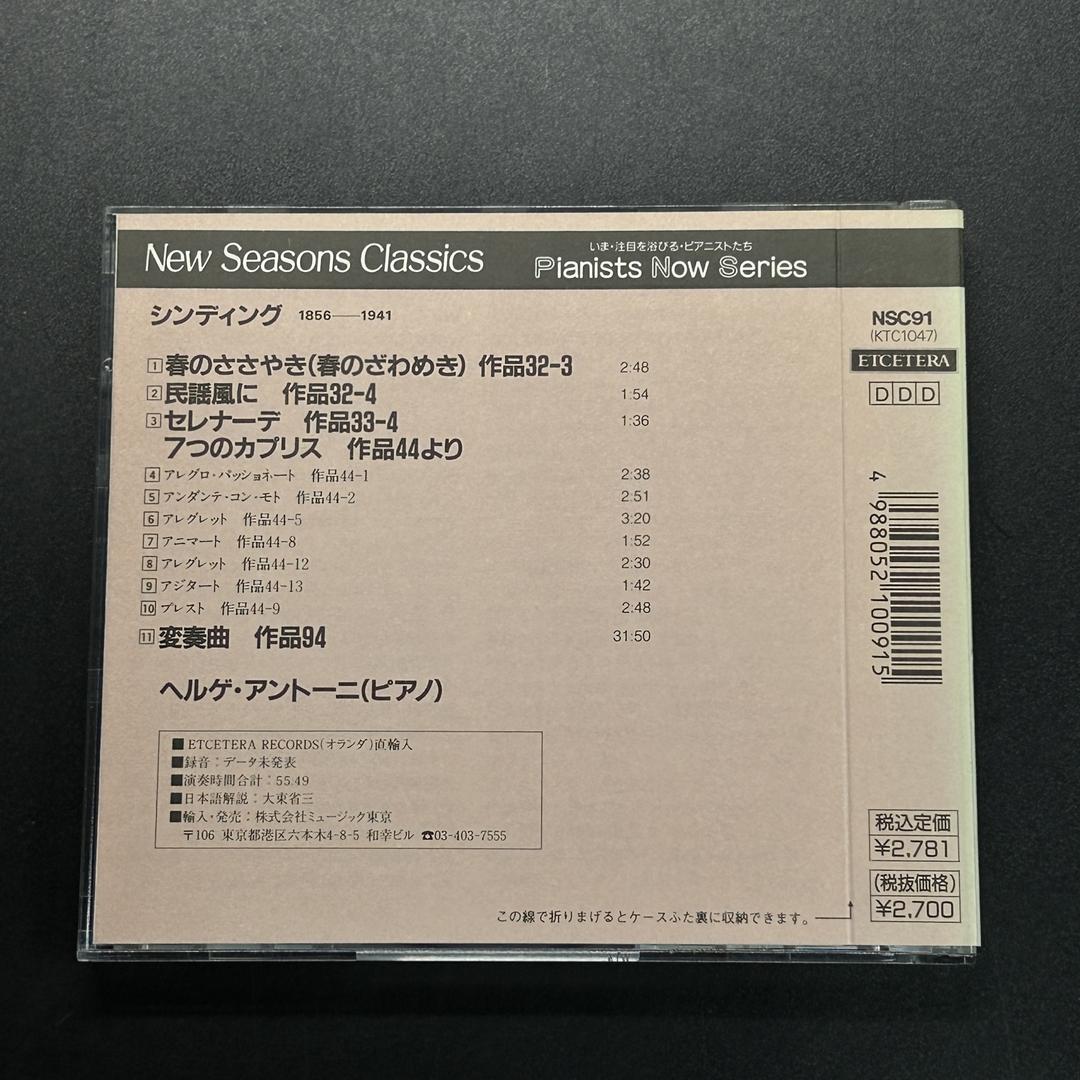 New Seasons Classics
いま・注目を浴びる・ピアニストたち
Pianists Now Series
シンディング 1856——1941
1 春のささやき(春のざわめき) 作品32-3 2:48
2 民謡風に 作品32-4 1:54
3 セレナーデ 作品33-4 1:36
7つのカプリス 作品44より
4 アレグロ・パッショネート 作品44-1 2:38
5 アンダンテ・コン・モト 作品44-2 2:51
6 アレグレット 作品44-5 3:20
7 アニマート 作品44-8 1:52
8 アレグレット 作品44-12 2:30
9 アジタート 作品44-13 1:42
10 プレスト 作品44-9 2:48
11 変奏曲 作品94 31:50
ヘルゲ・アントーニ(ピアノ)
■ETCETERA RECORDS(オランダ)直輸入
■録音：データ未発表
■演奏時間合計：55.49
■日本語解説：大束省三
■輸入・発売：株式会社ミュージック東京
〒106 東京都港区六本木4-8-5 和幸ビル ☎03-403-7555
この線で折りまげるとケースふた裏に収納できます。
NSC91
(KTC1047)
ETCETERA
DDD
4 988052 100915
税込定価
¥2,781
(税抜価格)
¥2,700